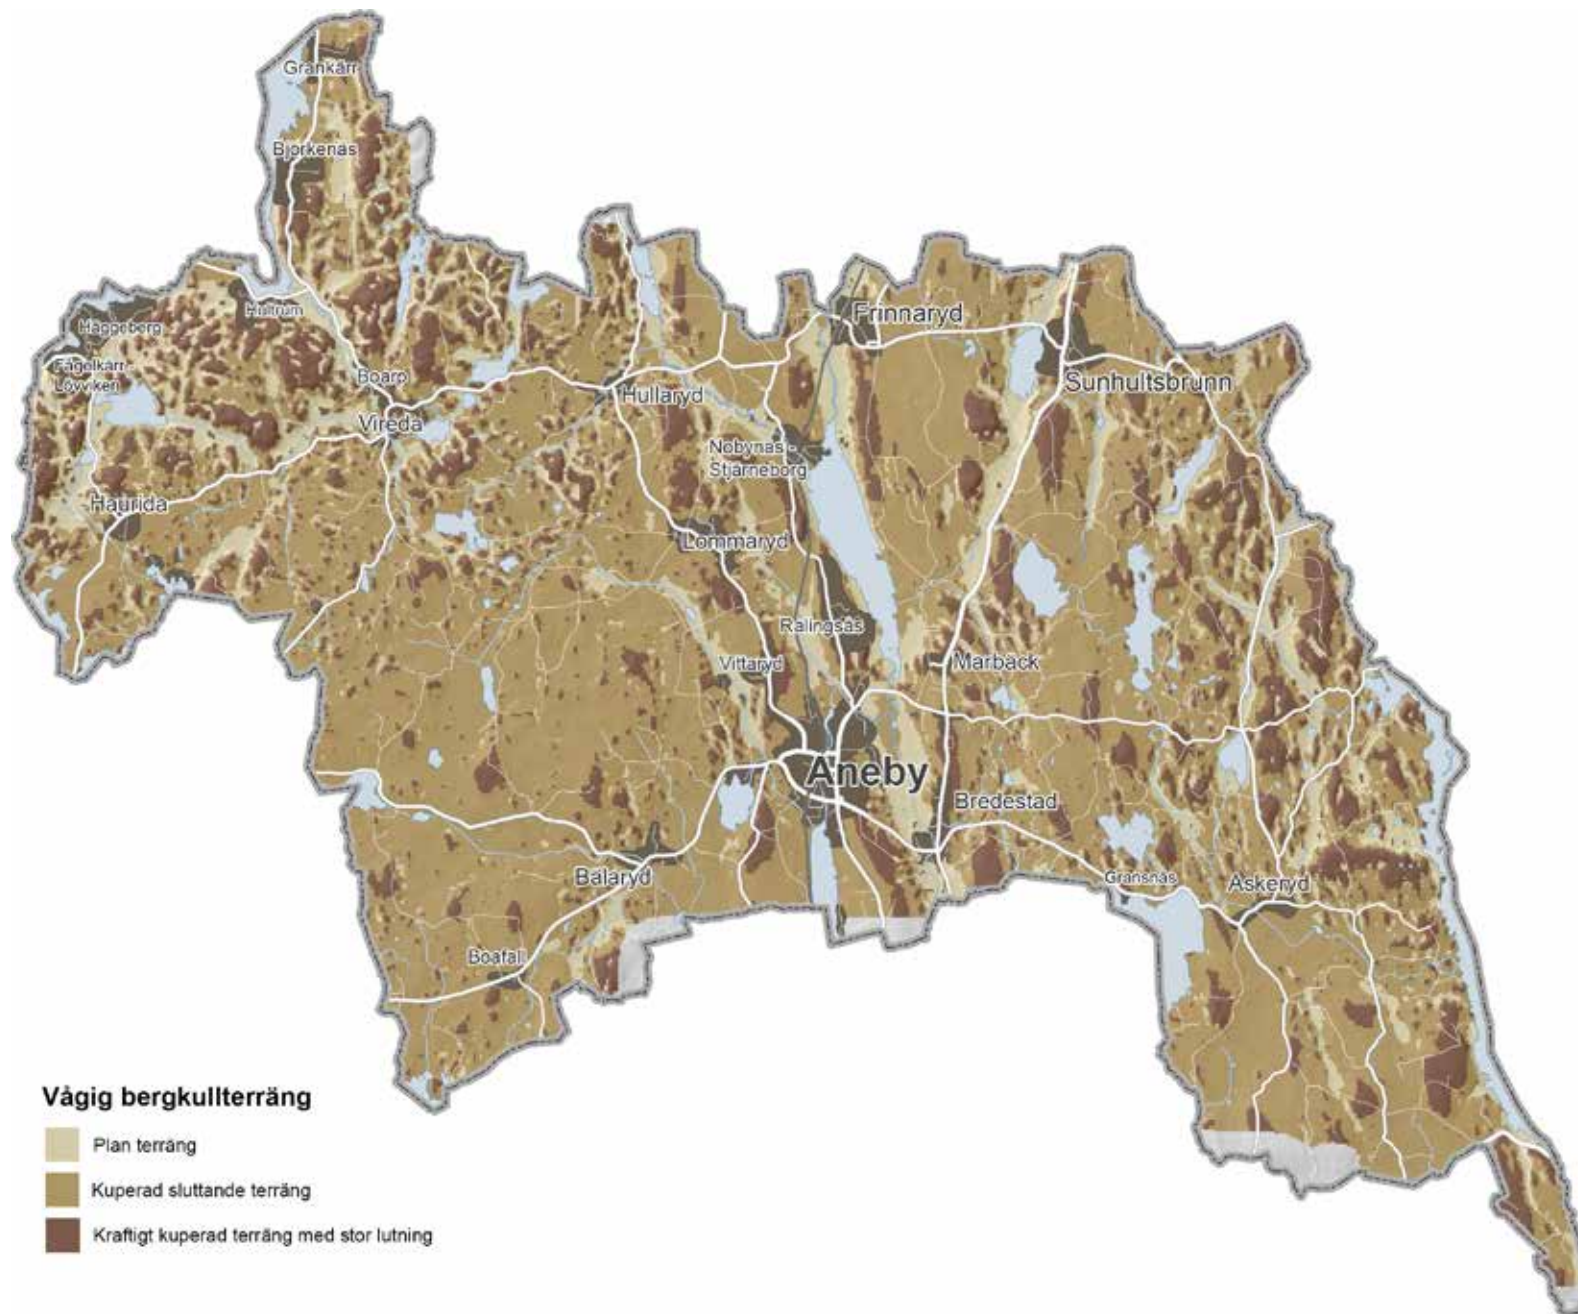 Grankärr
Björkenäs
Hultrum
Häggeberg
Fågelkärr -
Lövviken
Boarp
Vireda
Haurida
Hullaryd
Frinnaryd
Sunhultsbrunn
Nobynäs -
Stjärneborg
Lommaryd
Rälingsås
Vittaryd
Marbäck
Aneby
Bredestad
Bälaryd
Gransnäs
Askeryd
Boafall
Vågig bergkullterräng
Plan terräng
Kuperad sluttande terräng
Kraftigt kuperad terräng med stor lutning